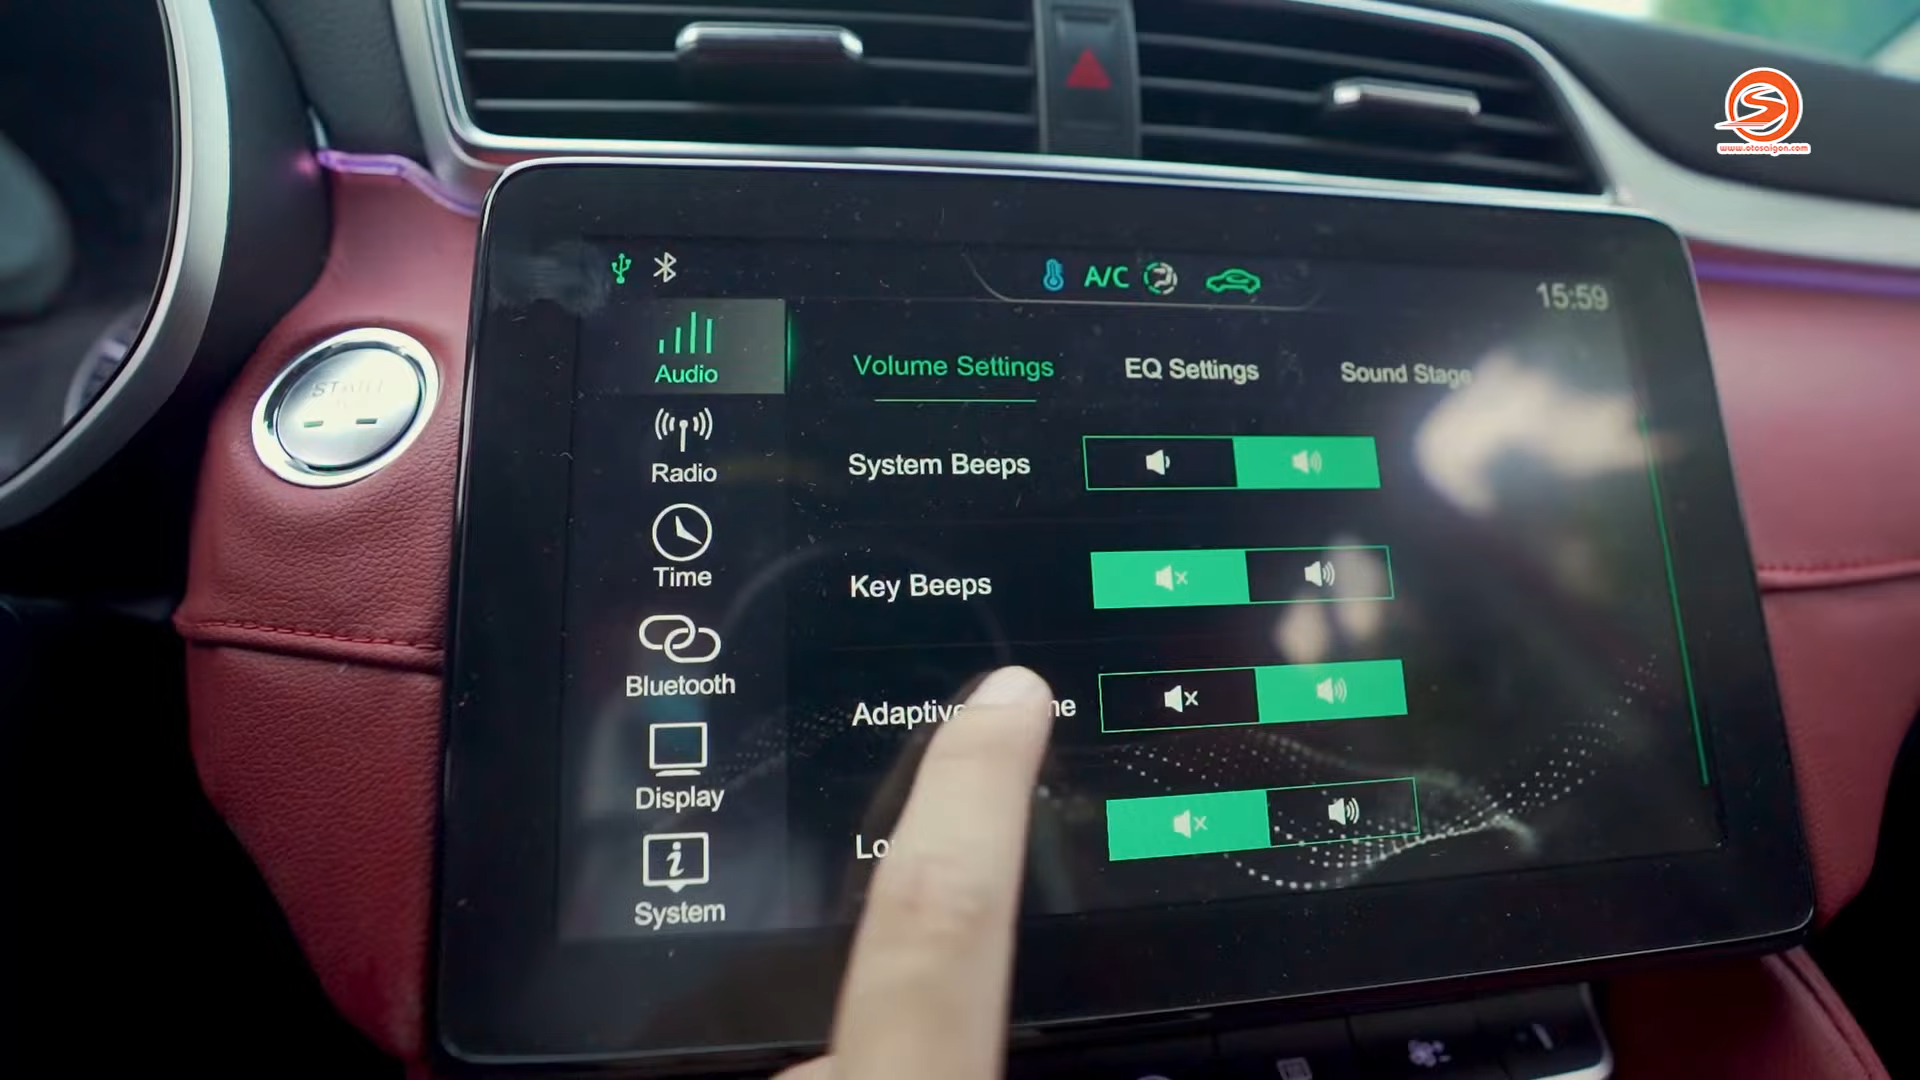 www.otosaigon.com
A/C
15:59
START
Audio
Volume Settings
EQ Settings
Sound Stage
Radio
System Beeps
Time
Key Beeps
Bluetooth
Display
System